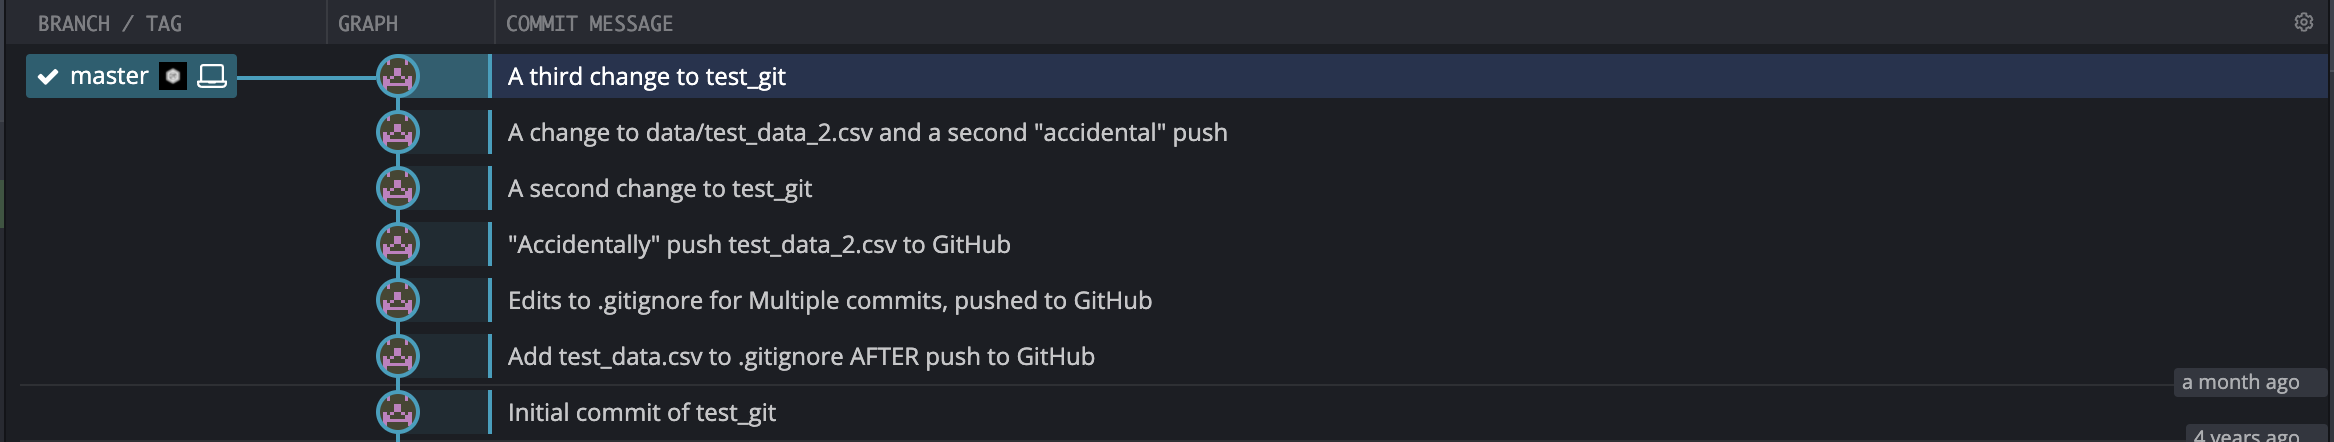 BRANCH / TAG GRAPH COMMIT MESSAGE
master A third change to test_git
A change to data/test_data_2.csv and a second "accidental" push
A second change to test_git
"Accidentally" push test_data_2.csv to GitHub
Edits to .gitignore for Multiple commits, pushed to GitHub
Add test_data.csv to .gitignore AFTER push to GitHub
a month ago
Initial commit of test_git
4 years ago